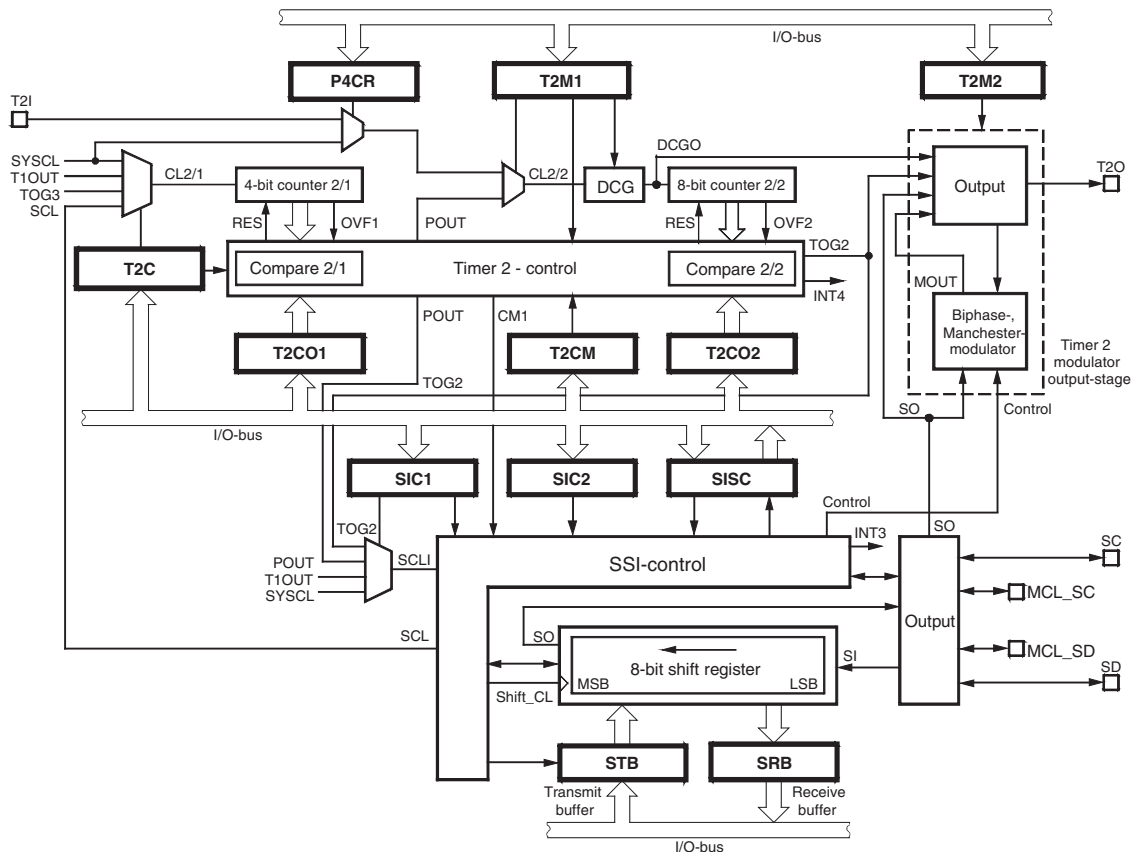 I/O-bus
P4CR
T2M1
T2M2
T2I
DCGO
SYSCL
T1OUT
TOG3
SCL
CL2/1
4-bit counter 2/1
CL2/2
DCG
8-bit counter 2/2
Output
T2O
RES
OVF1
POUT
RES
OVF2
TOG2
T2C
Compare 2/1
Timer 2 - control
Compare 2/2
INT4
MOUT
Biphase-,
Manchester-
modulator
Timer 2
modulator
output-stage
POUT
CM1
T2CO1
T2CM
T2CO2
TOG2
SO
Control
I/O-bus
SIC1
SIC2
SISC
Control
TOG2
POUT
T1OUT
SYSCL
SCLI
SSI-control
INT3
SO
SC
MCL_SC
Output
MCL_SD
SD
SCL
SO
8-bit shift register
SI
MSB
LSB
Shift_CL
STB
SRB
Transmit
buffer
Receive
buffer
I/O-bus